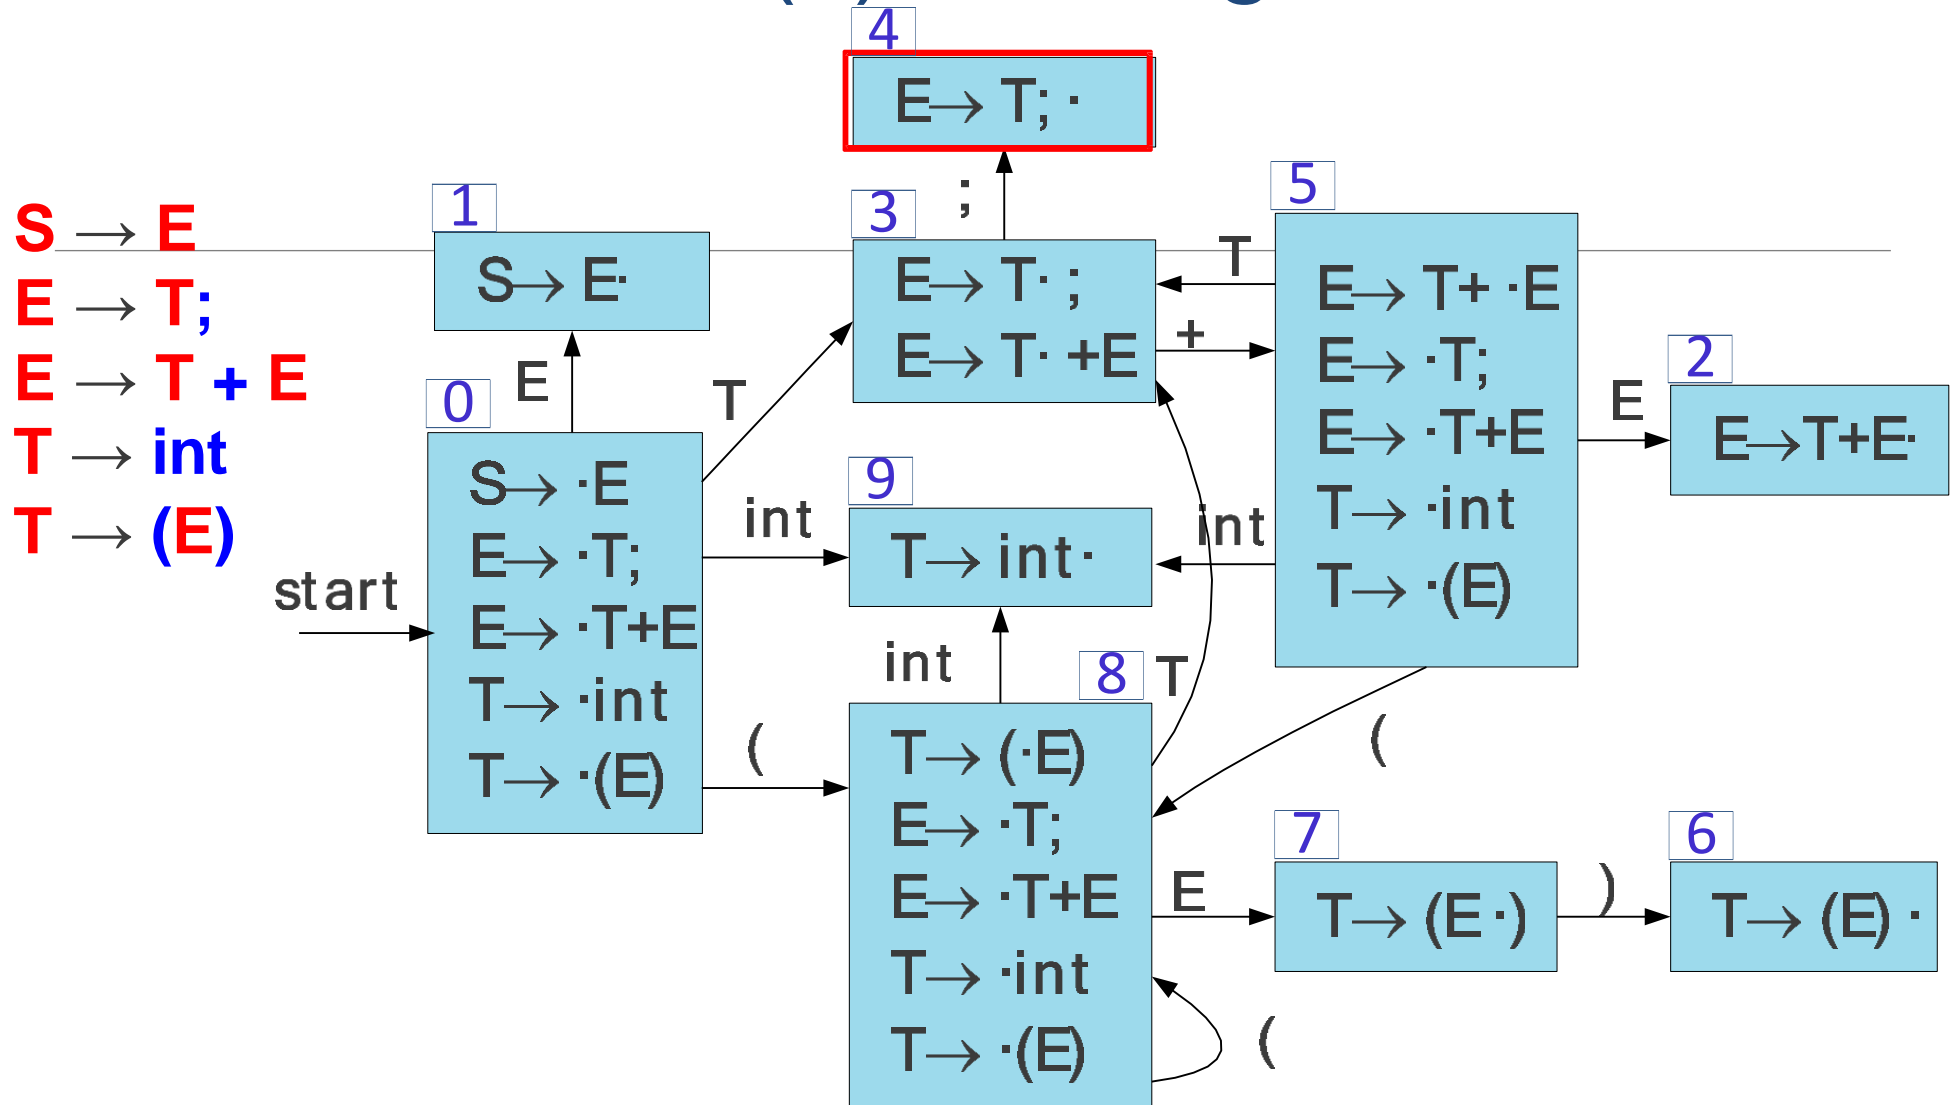 ( )
g
4
E→ T; ·
S → E
E → T;
E → T + E
T → int
T → (E)
1
S→ E·
3
;
E→ T· ;
E→ T· +E
5
E→ T+ ·E
E→ ·T;
E→ ·T+E
T→ ·int
T→ ·(E)
T
+
E
2
E→T+E·
0
E
T
S→ ·E
E→ ·T;
E→ ·T+E
T→ ·int
T→ ·(E)
start
int
9
T→ int ·
int
int
(
8
T
(
T→ (·E)
E→ ·T;
E→ ·T+E
T→ ·int
T→ ·(E)
E
7
T→ (E ·)
)
6
T→ (E) ·
(